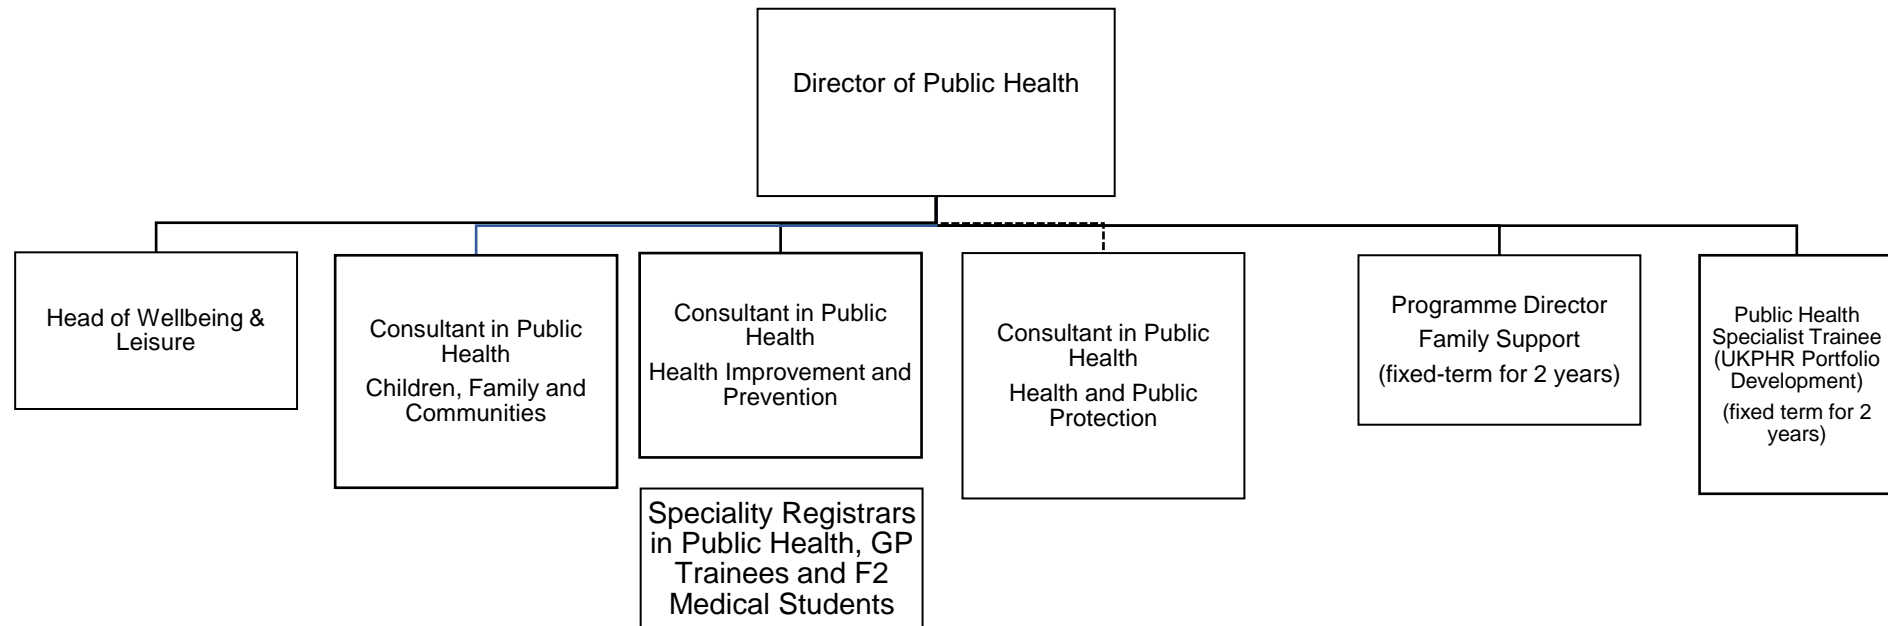 Director of Public Health
Head of Wellbeing &
Leisure
Consultant in Public
Health
Children, Family and
Communities
Consultant in Public
Health
Health Improvement and
Prevention
Consultant in Public
Health
Health and Public
Protection
Programme Director
Family Support
(fixed-term for 2 years)
Public Health
Specialist Trainee
(UKPHR Portfolio
Development)
(fixed term for 2
years)
Speciality Registrars
in Public Health, GP
Trainees and F2
Medical Students